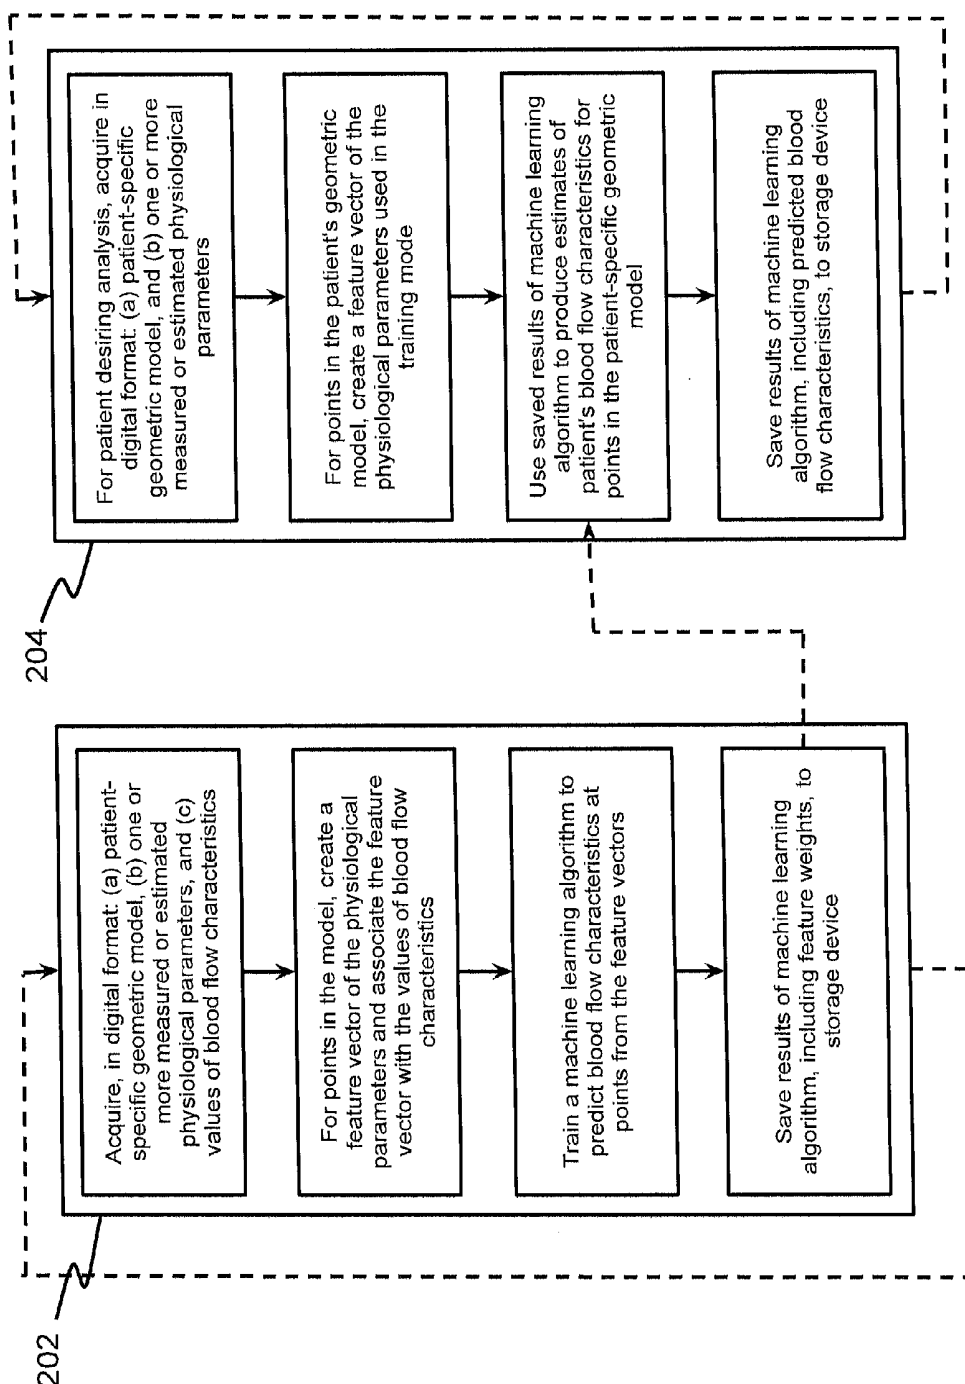 202
Acquire, in digital format: (a) patient-
specific geometric model, (b) one or
more measured or estimated
physiological parameters, and (c)
values of blood flow characteristics
For points in the model, create a
feature vector of the physiological
parameters and associate the feature
vector with the values of blood flow
characteristics
Train a machine learning algorithm to
predict blood flow characteristics at
points from the feature vectors
Save results of machine learning
algorithm, including feature weights, to
storage device
204
For patient desiring analysis, acquire in
digital format: (a) patient-specific
geometric model, and (b) one or more
measured or estimated physiological
parameters
For points in the patient's geometric
model, create a feature vector of the
physiological parameters used in the
training mode
Use saved results of machine learning
algorithm to produce estimates of
patient's blood flow characteristics for
points in the patient-specific geometric
model
Save results of machine learning
algorithm, including predicted blood
flow characteristics, to storage device